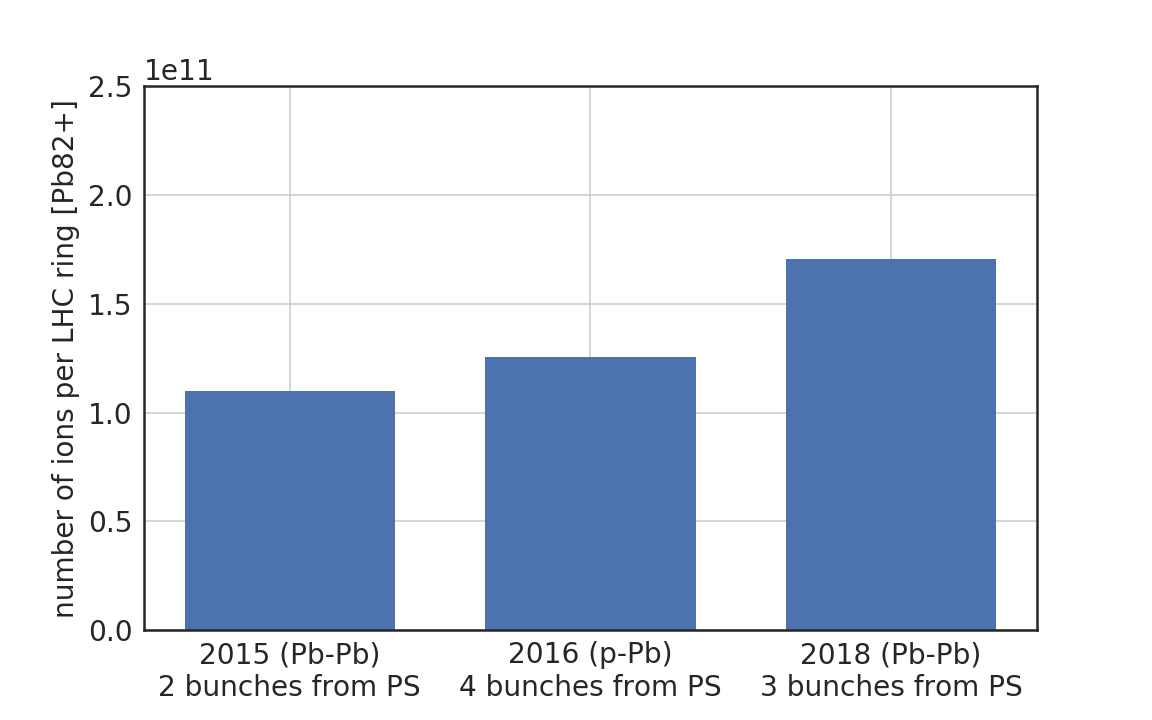 1e11
2.5
2.0
1.5
1.0
0.5
0.0
number of ions per LHC ring [Pb82+]
2015 (Pb-Pb)
2 bunches from PS
2016 (p-Pb)
4 bunches from PS
2018 (Pb-Pb)
3 bunches from PS